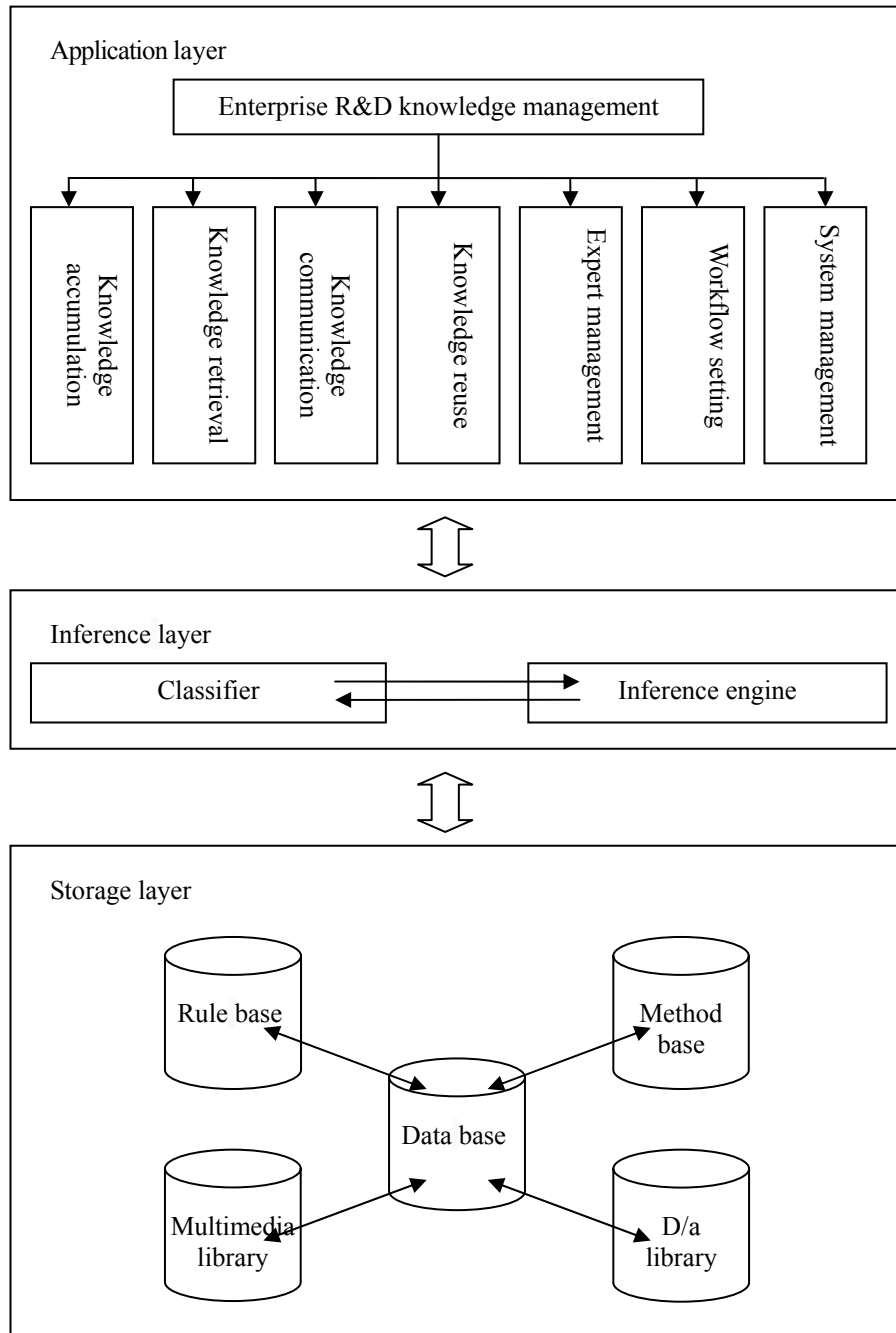 Application layer
Enterprise R&D knowledge management
Knowledge
accumulation
Knowledge retrieval
Knowledge
communication
Knowledge reuse
Expert management
Workflow setting
System management
Inference layer
Classifier
Inference engine
Storage layer
Rule base
Method
base
Data base
Multimedia
library
D/a
library